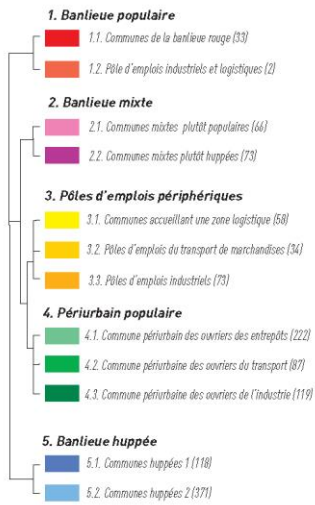 1. Banlieue populaire
1.1. Communes de la banlieue rouge (33)
1.2. Pôle d'emplois industriels et logistiques (2)
2. Banlieue mixte
2.1. Communes mixtes plutôt populaires (66)
2.2. Communes mixtes plutôt huppées (73)
3. Pôles d'emplois périphériques
3.1. Communes accueillant une zone logistique (58)
3.2. Pôles d'emplois du transport de marchandises (34)
3.3. Pôles d'emplois industriels (73)
4. Périurbain populaire
4.1. Commune périurbain des ouvriers des entrepôts (222)
4.2. Commune périurbaine des ouvriers du transport (87)
4.3. Commune périurbaine des ouvriers de l'industrie (119)
5. Banlieue huppée
5.1. Communes huppées 1 (118)
5.2. Communes huppées 2 (371)